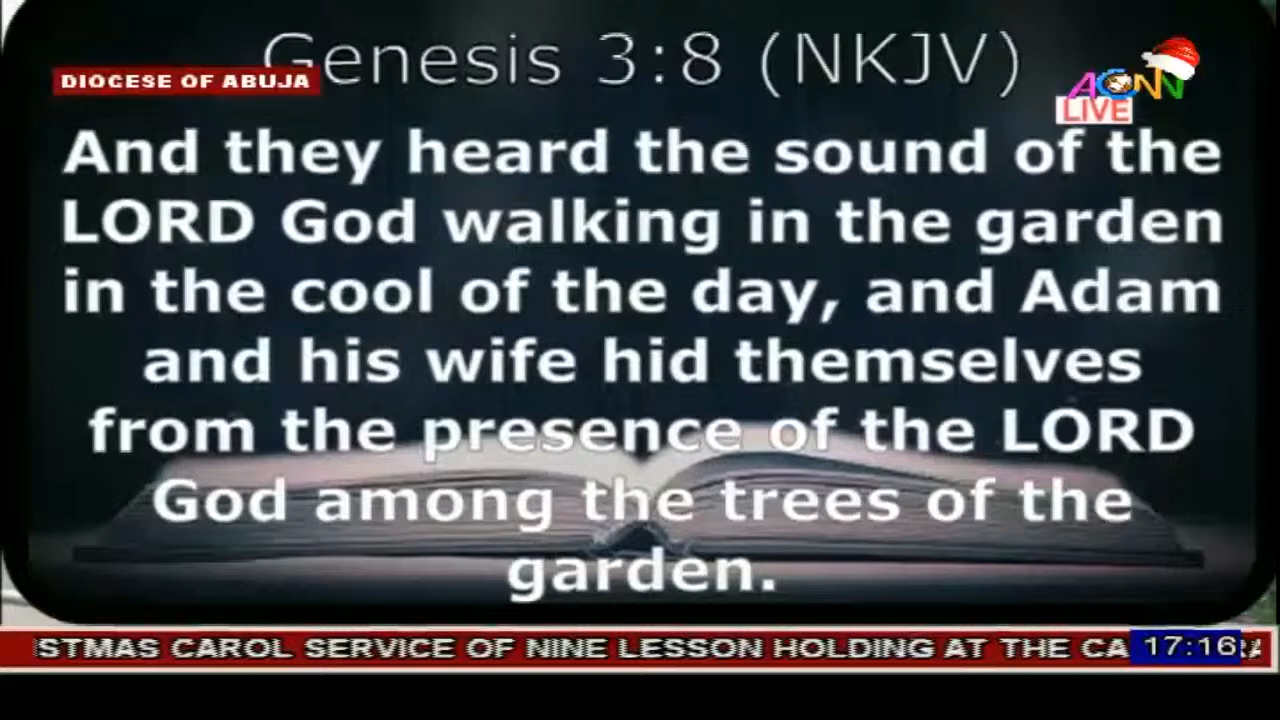 Genesis 3:8 (NKJV)
DIOCESE OF ABUJA
ACNN
LIVE
And they heard the sound of the
LORD God walking in the garden
in the cool of the day, and Adam
and his wife hid themselves
from the presence of the LORD
God among the trees of the
garden.
STMAS CAROL SERVICE OF NINE LESSON HOLDING AT THE CA
17:16